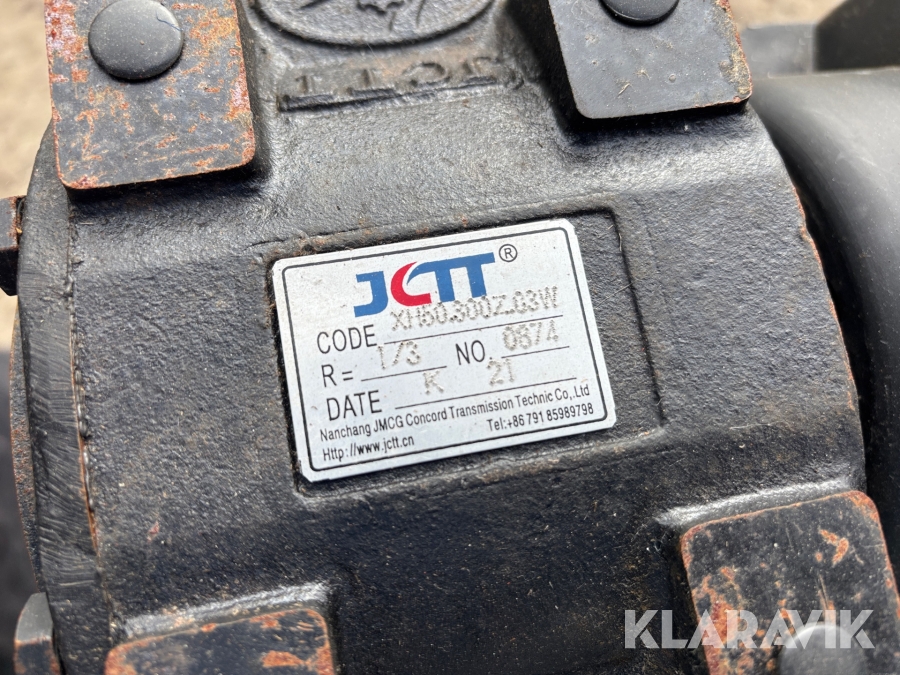 JCTT®
CODE XH50.300Z.03W
R= 1/3 NO. 0874
DATE K 21
Nanchang JMCG Concord Transmission Technic Co,.Ltd
Http://www.jctt.cn Tel:+86 791 85989798
KLARAVIK